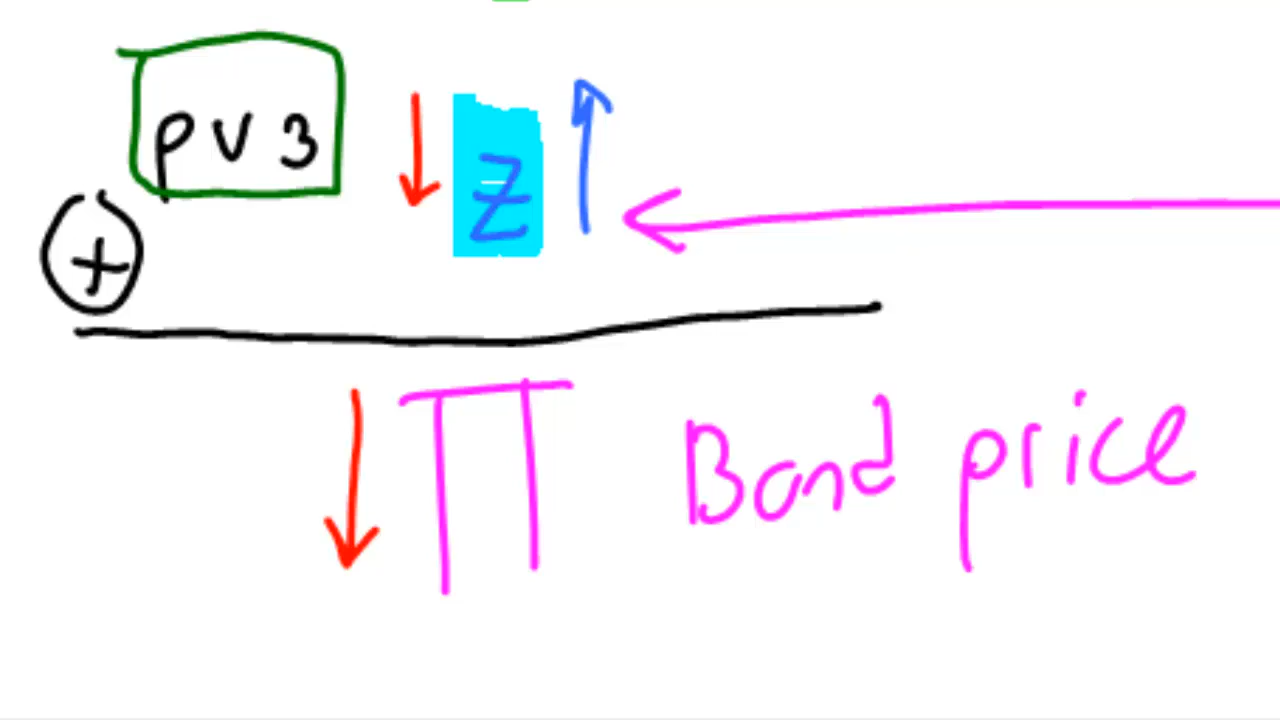 PV3 ↓ Z ↑
+
↓ Π Bond price